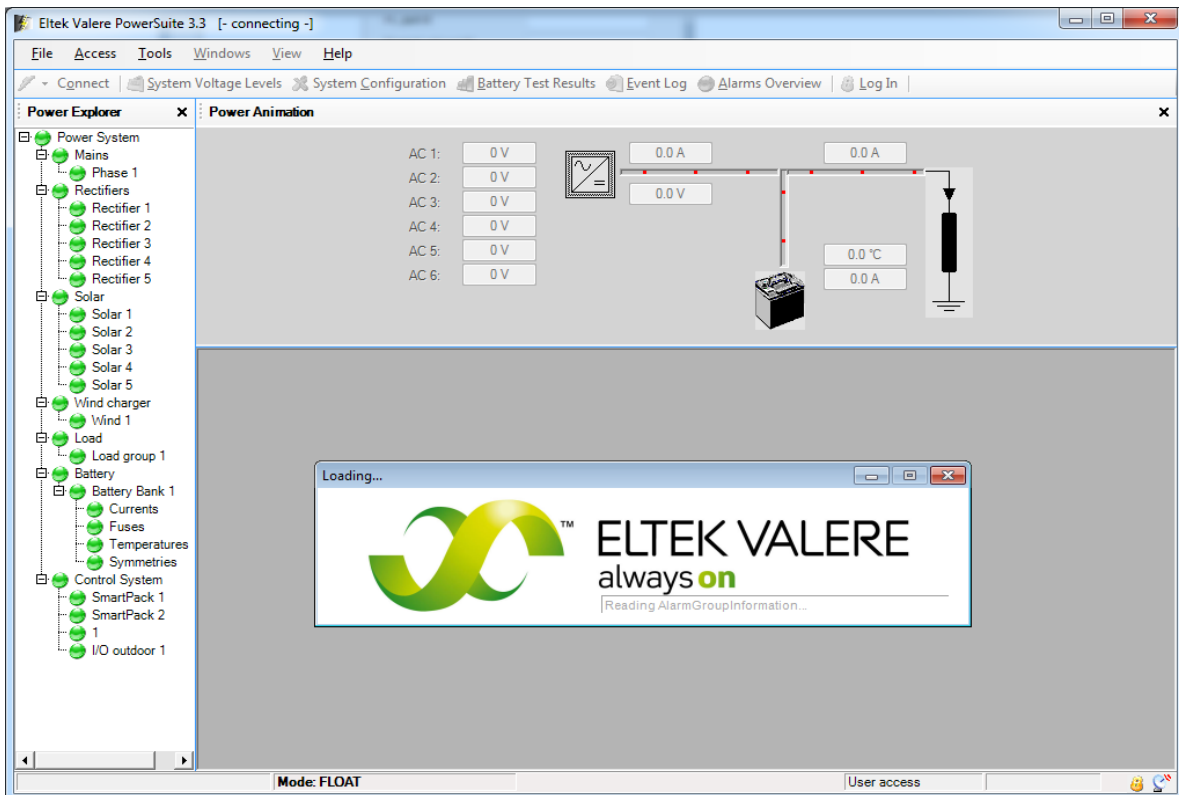 Eltek Valere PowerSuite 3.3 [- connecting -]
File Access Tools Windows View Help
Connect System Voltage Levels System Configuration Battery Test Results Event Log Alarms Overview Log In
Power Explorer
Power System
Mains
Phase 1
Rectifiers
Rectifier 1
Rectifier 2
Rectifier 3
Rectifier 4
Rectifier 5
Solar
Solar 1
Solar 2
Solar 3
Solar 4
Solar 5
Wind charger
Wind 1
Load
Load group 1
Battery
Battery Bank 1
Currents
Fuses
Temperatures
Symmetries
Control System
SmartPack 1
SmartPack 2
1
I/O outdoor 1
Power Animation
AC 1: 0 V
AC 2: 0 V
AC 3: 0 V
AC 4: 0 V
AC 5: 0 V
AC 6: 0 V
0.0 A
0.0 V
0.0 A
0.0 °C
0.0 A
Loading...
ELTEK VALERE
™
always on
Reading AlarmGroupInformation...
Mode: FLOAT
User access